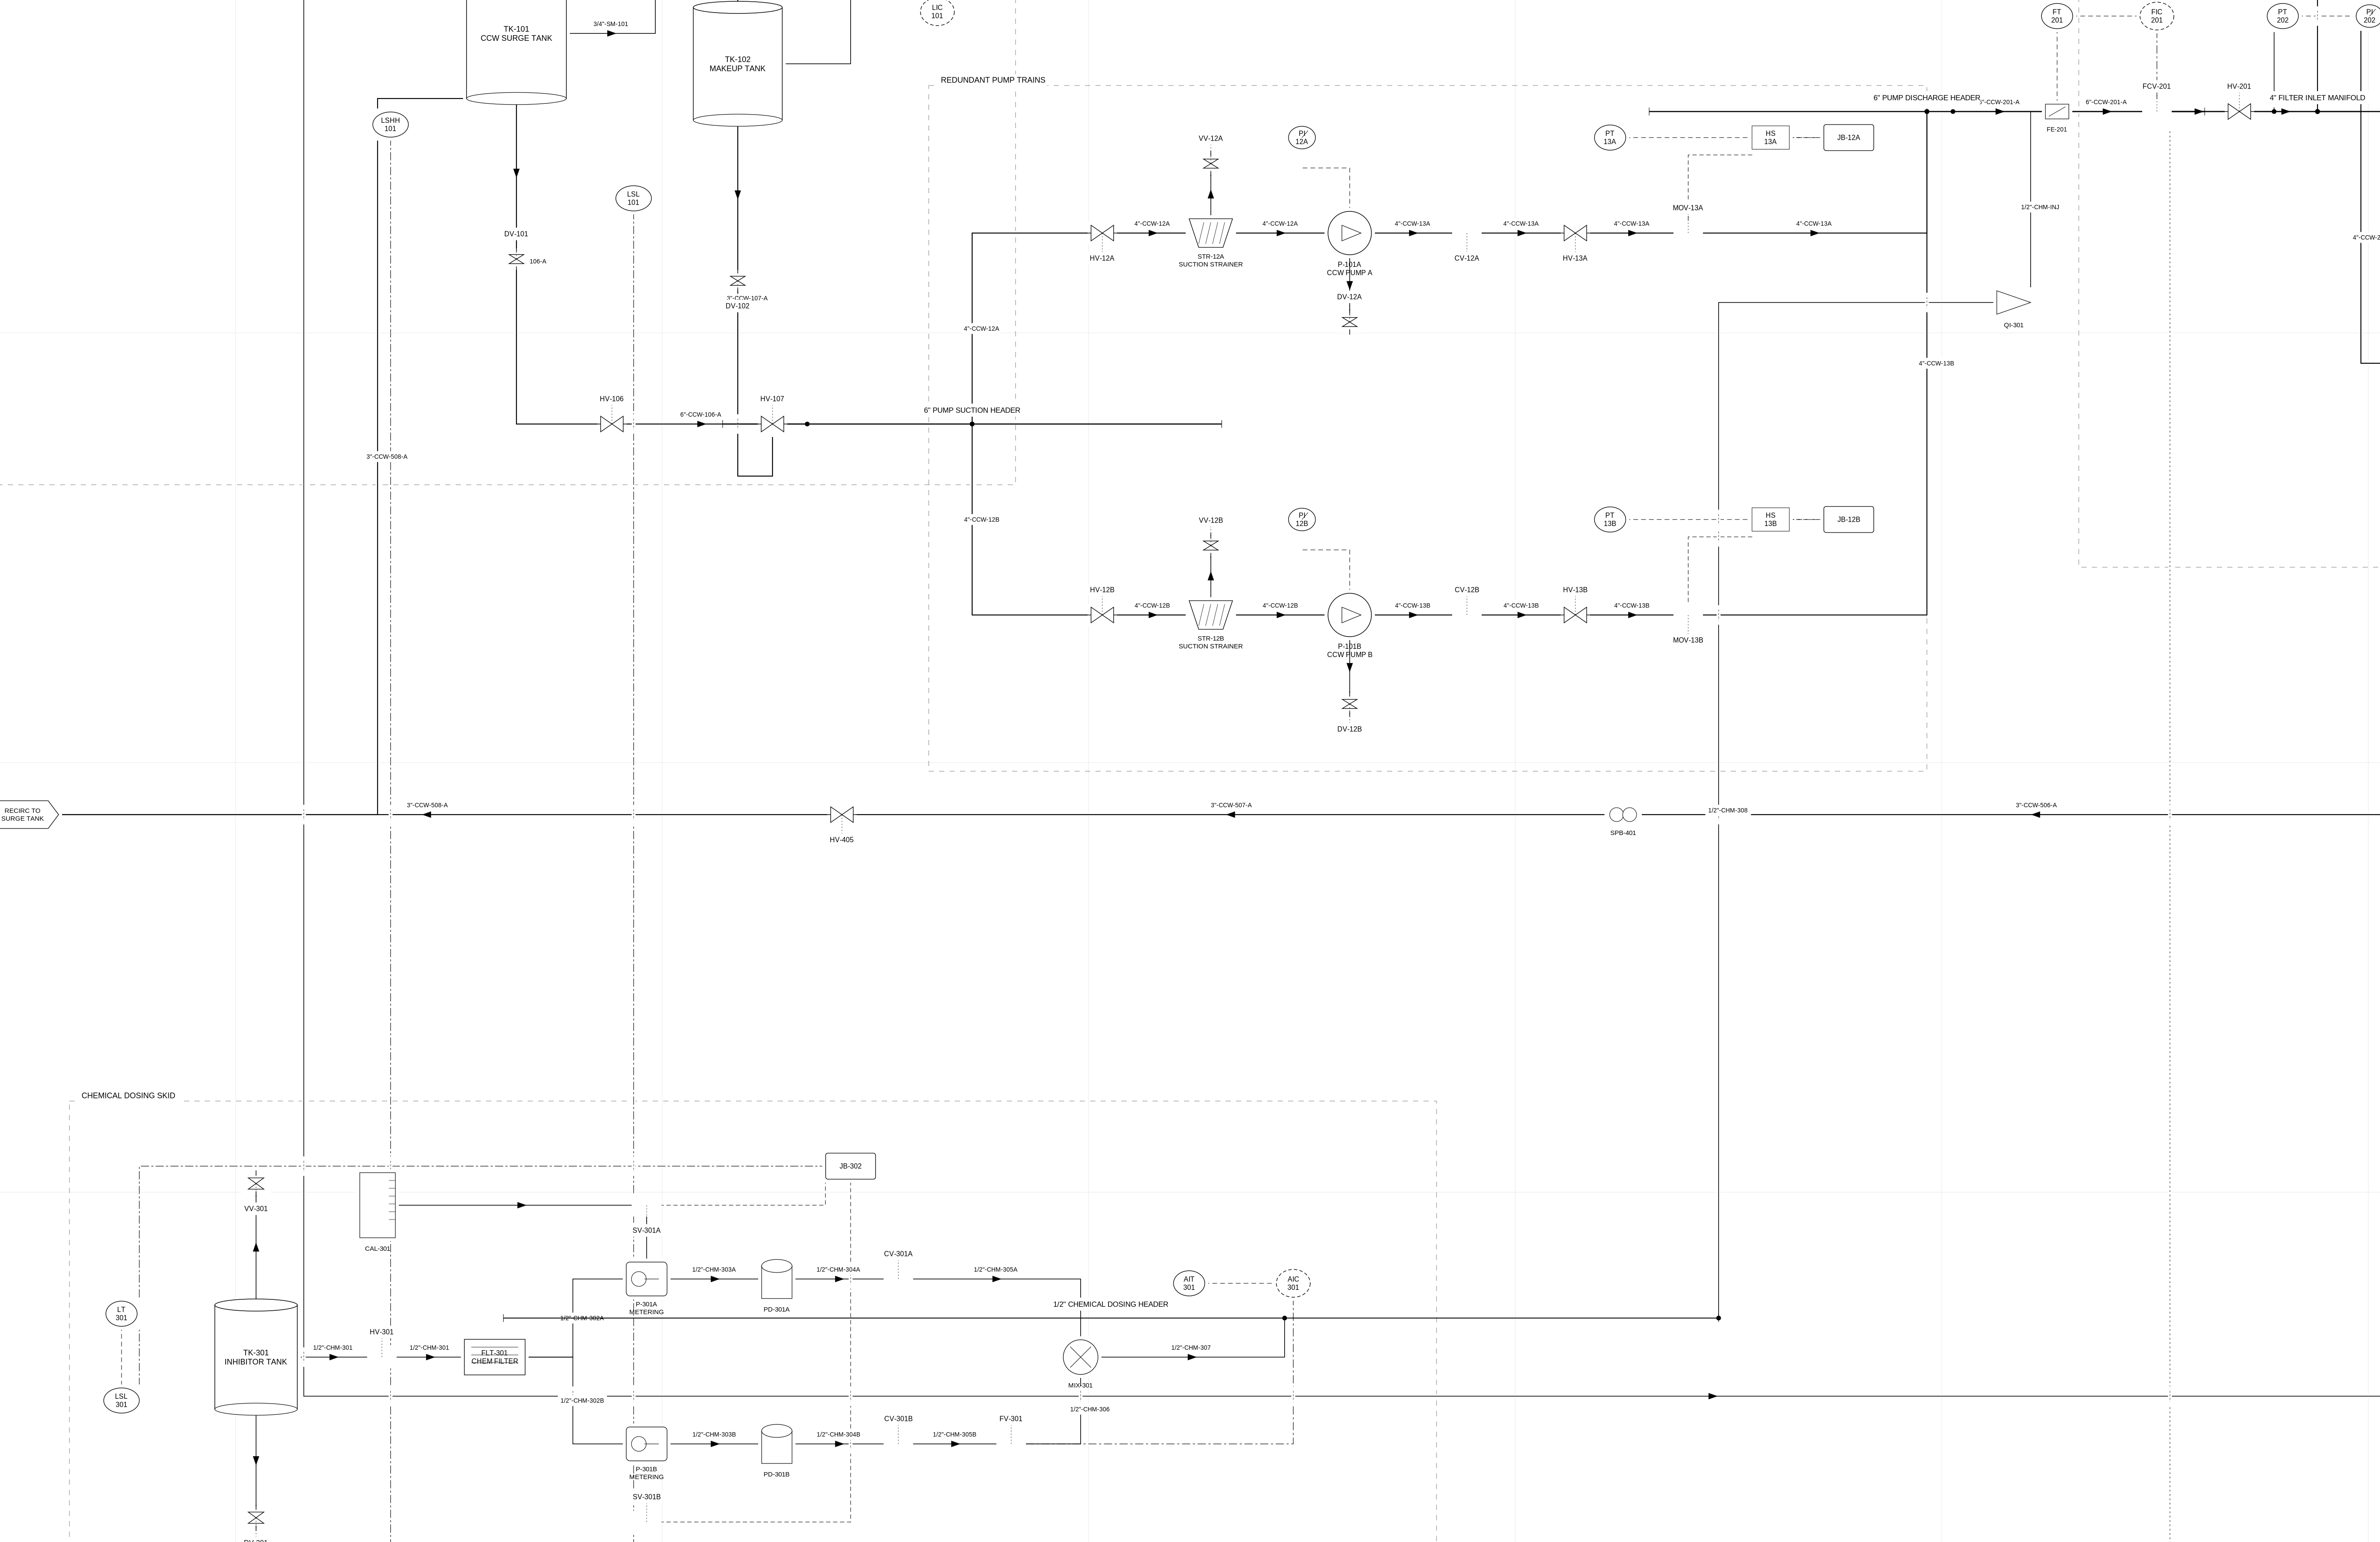 LIC
101
FT
201
FIC
201
PT
202
202
3/4"-SM-101
TK-101
CCW SURGE TANK
TK-102
MAKEUP TANK
REDUNDANT PUMP TRAINS
FCV-201
HV-201
6" PUMP DISCHARGE HEADER
"-CCW-201-A
6"-CCW-201-A
4" FILTER INLET MANIFOLD
FE-201
LSHH
101
VV-12A
PI
12A
PT
13A
HS
13A
JB-12A
LSL
101
MOV-13A
1/2"-CHM-INJ
4"-CCW-12A
4"-CCW-12A
4"-CCW-13A
4"-CCW-13A
4"-CCW-13A
4"-CCW-13A
DV-101
4"-CCW-2
106-A
HV-12A
STR-12A
SUCTION STRAINER
P-101A
CCW PUMP A
CV-12A
HV-13A
3"-CCW-107-A
DV-102
DV-12A
QI-301
4"-CCW-12A
4"-CCW-13B
HV-106
HV-107
6"-CCW-106-A
6" PUMP SUCTION HEADER
3"-CCW-508-A
4"-CCW-12B
VV-12B
PI
12B
PT
13B
HS
13B
JB-12B
HV-12B
CV-12B
HV-13B
4"-CCW-12B
4"-CCW-12B
4"-CCW-13B
4"-CCW-13B
4"-CCW-13B
STR-12B
SUCTION STRAINER
P-101B
CCW PUMP B
MOV-13B
DV-12B
RECIRC TO
SURGE TANK
3"-CCW-508-A
3"-CCW-507-A
1/2"-CHM-308
3"-CCW-506-A
HV-405
SPB-401
CHEMICAL DOSING SKID
JB-302
VV-301
SV-301A
CAL-301
CV-301A
1/2"-CHM-303A
1/2"-CHM-304A
1/2"-CHM-305A
AIT
301
AIC
301
LT
301
P-301A
METERING
PD-301A
1/2" CHEMICAL DOSING HEADER
1/2"-CHM-302A
HV-301
1/2"-CHM-301
1/2"-CHM-301
TK-301
INHIBITOR TANK
FLT-301
CHEM FILTER
1/2"-CHM-307
MIX-301
LSL
301
1/2"-CHM-302B
1/2"-CHM-306
CV-301B
FV-301
1/2"-CHM-303B
1/2"-CHM-304B
1/2"-CHM-305B
P-301B
METERING
PD-301B
SV-301B